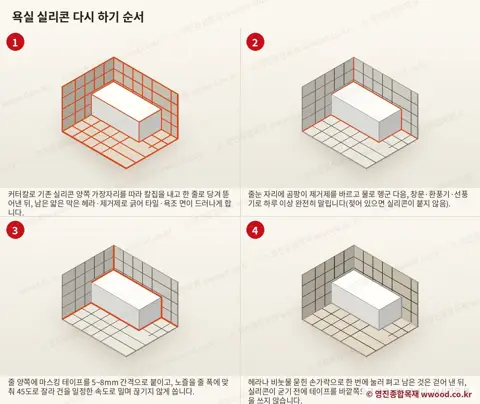 욕실 실리콘 다시 하기 순서
1
2
커터칼로 기존 실리콘 양쪽 가장자리를 따라 칼집을 내고 한 줄로 당겨 뜯
어낸 뒤, 남은 얇은 막은 헤라·제거제로 긁어 타일·욕조 면이 드러나게 합
니다.
줄눈 자리에 곰팡이 제거제를 바르고 물로 헹군 다음, 창문·환풍기·선풍
기로 하루 이상 완전히 말립니다(젖어 있으면 실리콘이 붙지 않음).
3
4
줄 양쪽에 마스킹 테이프를 5~8mm 간격으로 붙이고, 노즐을 줄 폭에 맞
춰 45도로 잘라 건을 일정한 속도로 밀며 끊기지 않게 쏩니다.
헤라나 비눗물 묻힌 손가락으로 한 번에 눌러 펴고 남은 것은 걷어 낸 뒤,
실리콘이 굳기 전에 테이프를 바깥쪽
을 쓰지 않습니다.
© 영진종합목재 wwood.co.kr